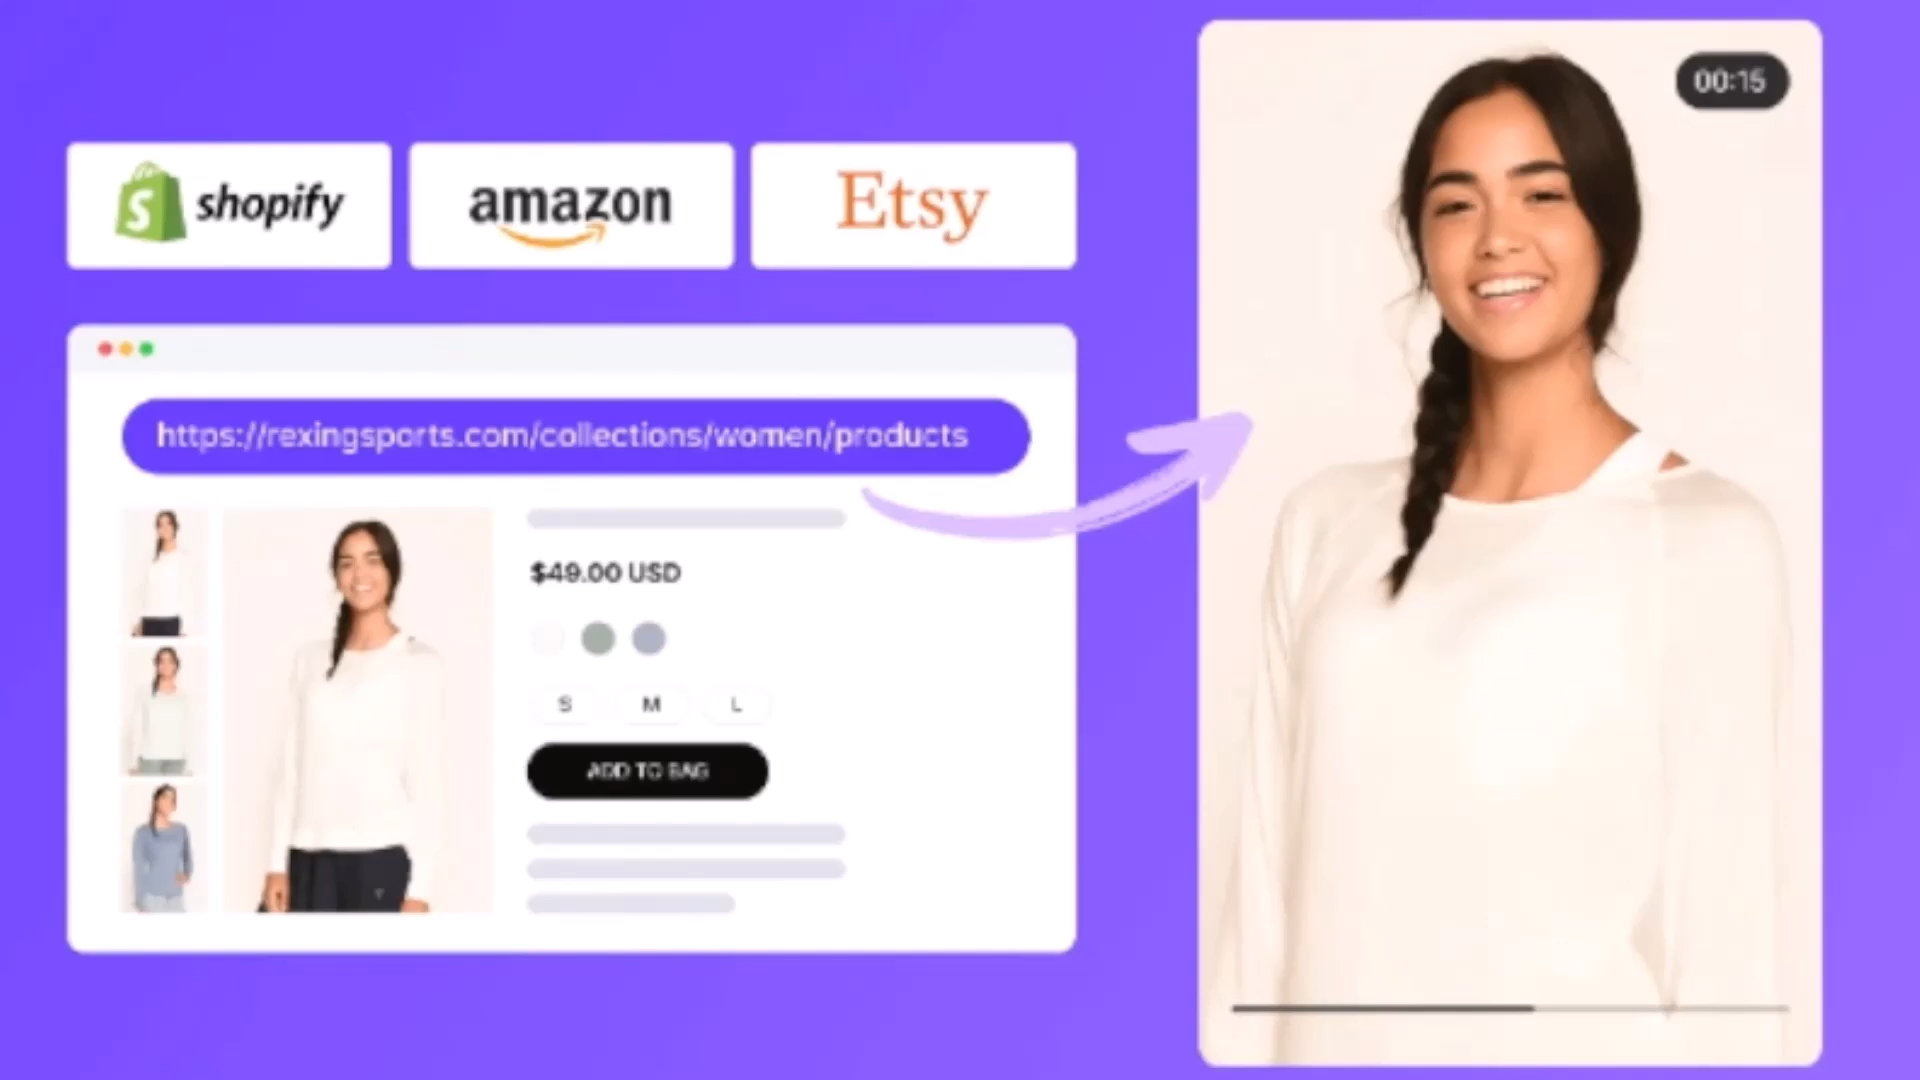 shopify
amazon
Etsy
00:15
https://rexingsports.com/collections/women/products
$49.00 USD
S M L
ADD TO BAG